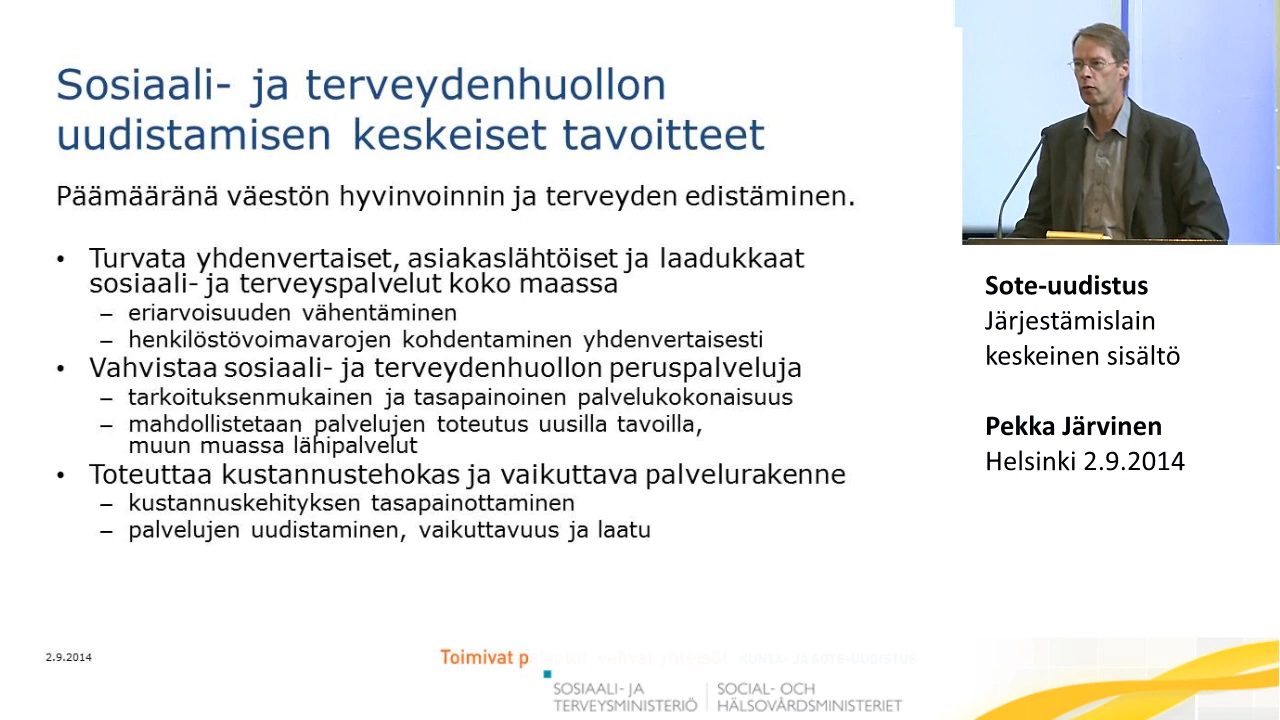 Sosiaali- ja terveydenhuollon
uudistamisen keskeiset tavoitteet
Päämääränä väestön hyvinvoinnin ja terveyden edistäminen.
• Turvata yhdenvertaiset, asiakaslähtöiset ja laadukkaat
sosiaali- ja terveyspalvelut koko maassa
– eriarvoisuuden vähentäminen
– henkilöstövoimavarojen kohdentaminen yhdenvertaisesti
• Vahvistaa sosiaali- ja terveydenhuollon peruspalveluja
– tarkoituksenmukainen ja tasapainoinen palvelukokonaisuus
– mahdollistetaan palvelujen toteutus uusilla tavoilla,
muun muassa lähipalvelut
• Toteuttaa kustannustehokas ja vaikuttava palvelurakenne
– kustannuskehityksen tasapainottaminen
– palvelujen uudistaminen, vaikuttavuus ja laatu
Sote-uudistus
Järjestämislain
keskeinen sisältö
Pekka Järvinen
Helsinki 2.9.2014
2.9.2014
Toimivat p
SOSIAALI- JA
TERVEYSMINISTERIÖ
SOCIAL- OCH
HÄLSOVÅRDSMINISTERIET